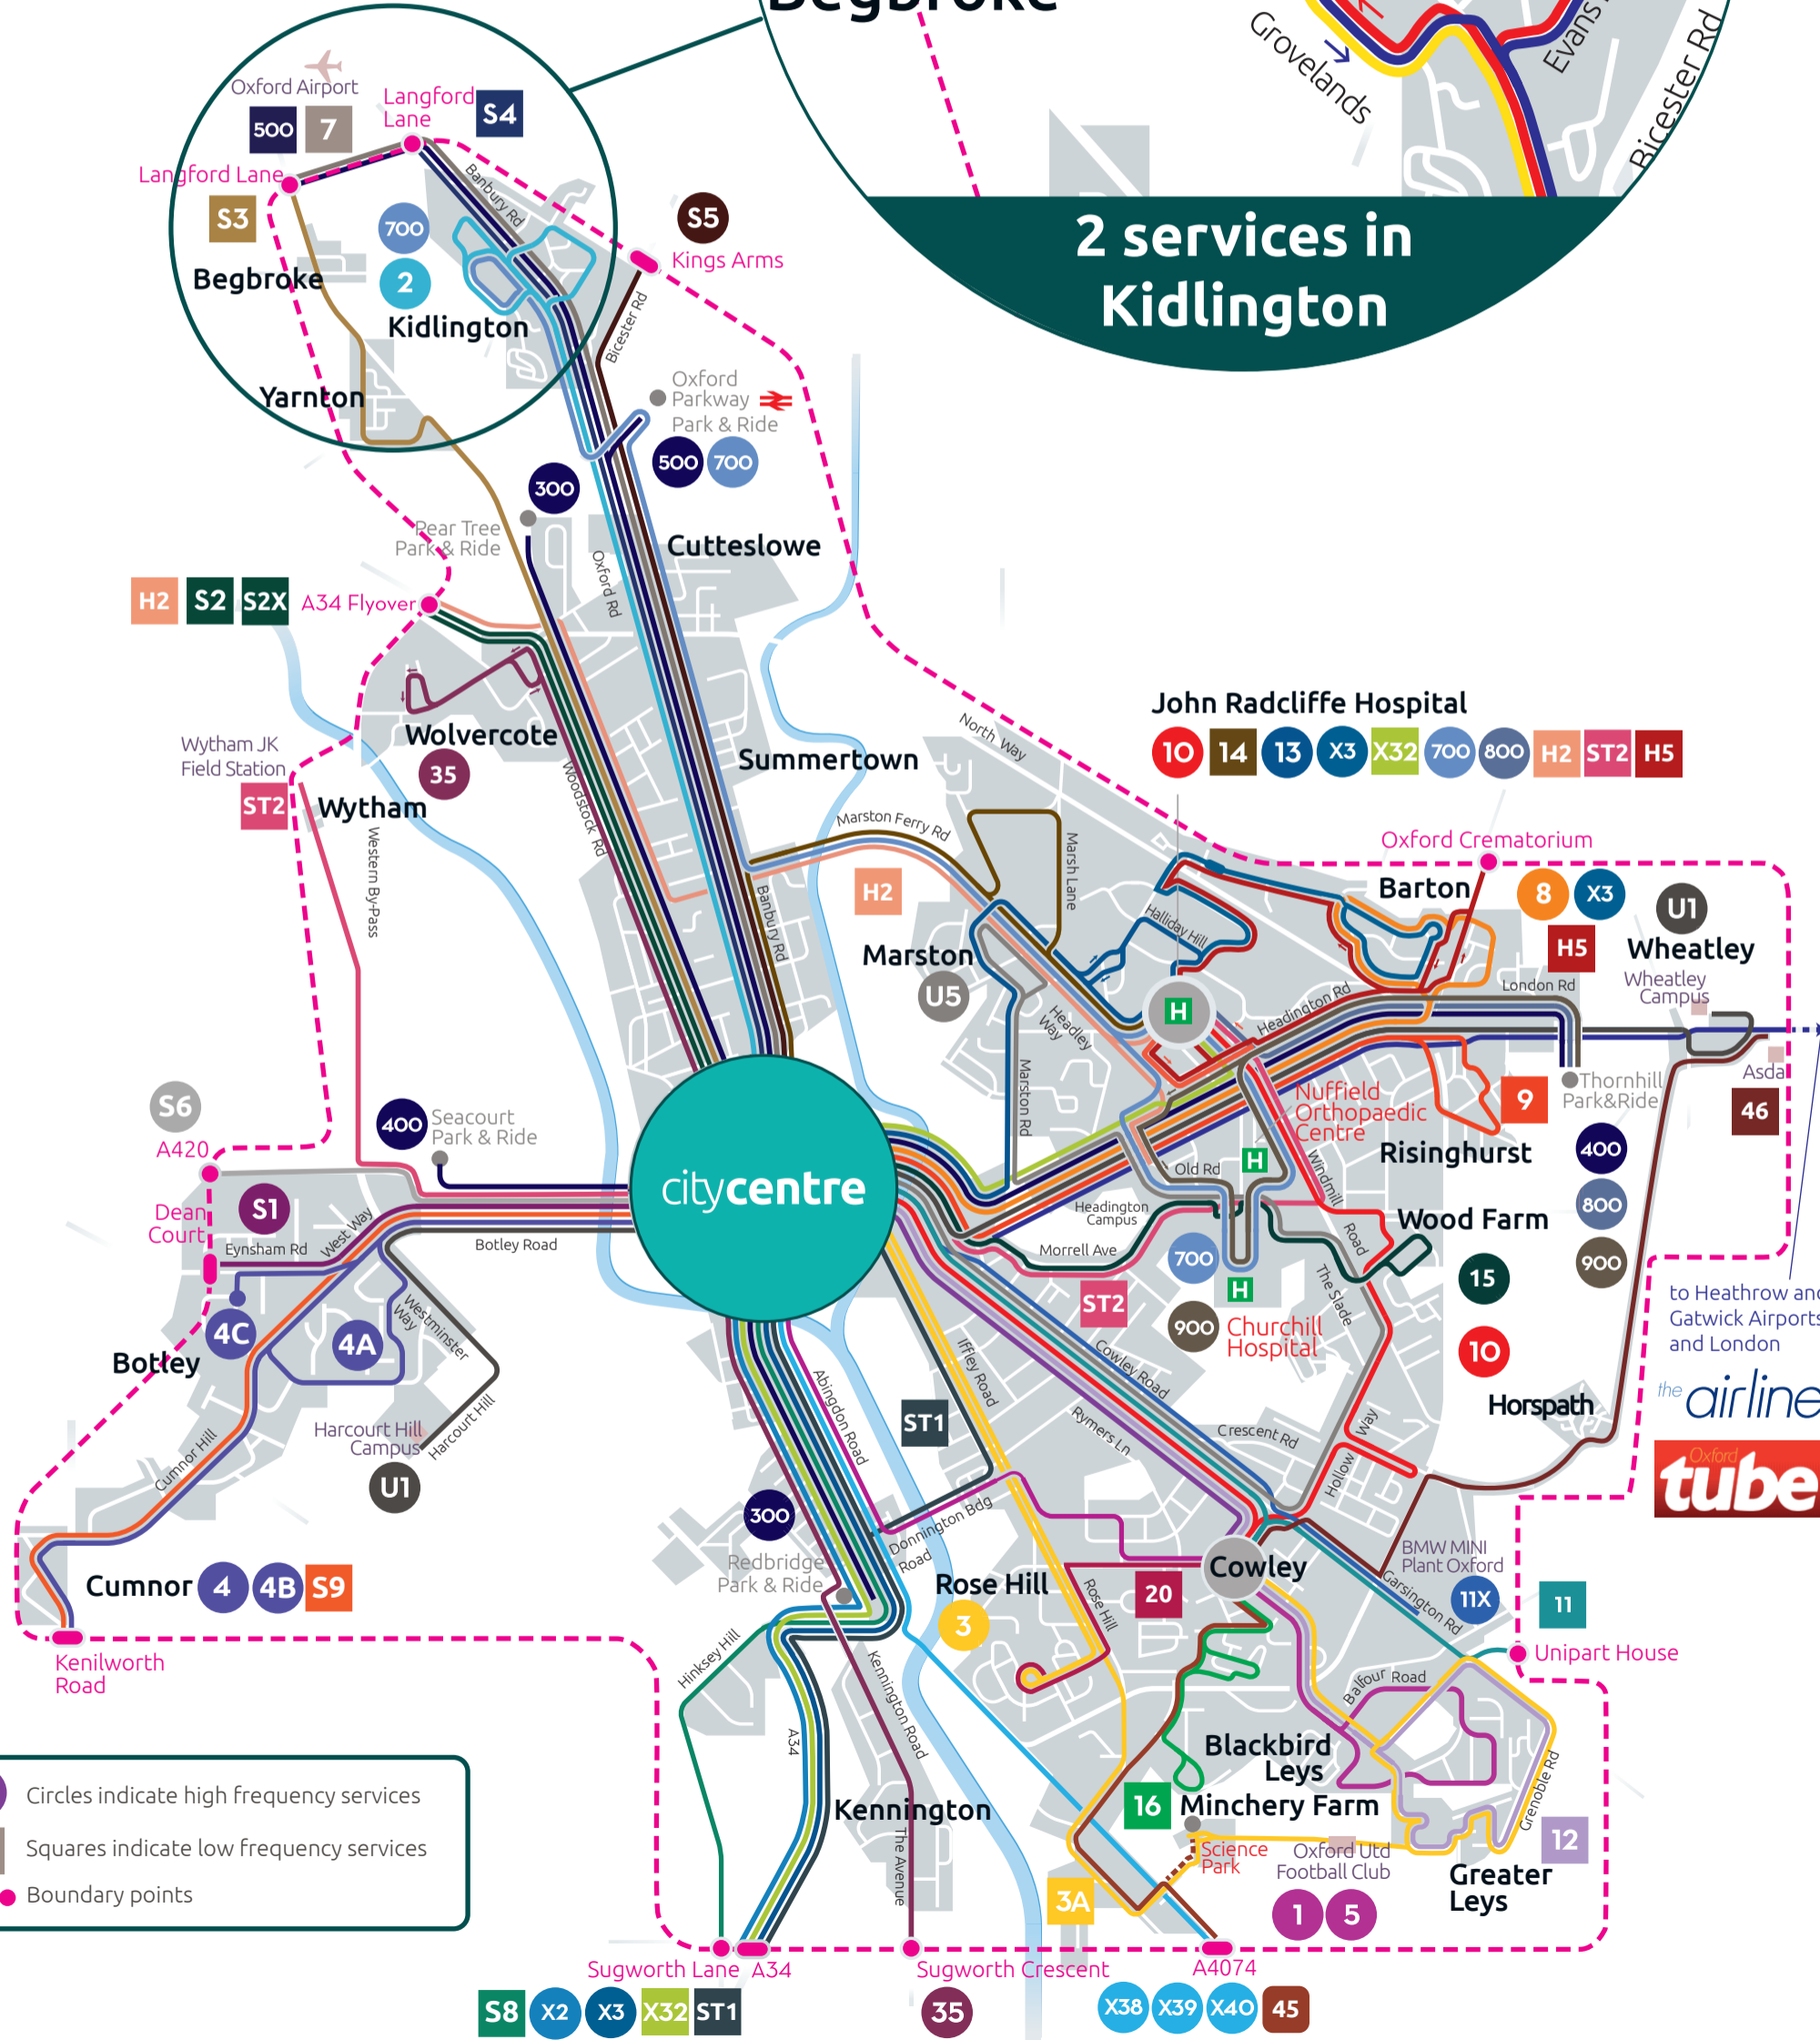 Begbroke
Grovelands
Evans
Bicester Rd
2 services in
Kidlington
Oxford Airport
500
7
Langford
Lane
S4
Langford Lane
S3
Banbury Rd
700
2
Begbroke
Kidlington
Yarnton
S5
Kings Arms
Bicester Rd
Oxford
Parkway
Park & Ride
500
700
300
Pear Tree
Park & Ride
Cutteslowe
Oxford Rd
H2
S2
S2X
A34 Flyover
Wolvercote
35
Woodstock Rd
Summertown
Wytham JK
Field Station
ST2
Wytham
Western By-Pass
North Way
John Radcliffe Hospital
10
14
13
X3
X32
700
800
H2
ST2
H5
Marston Ferry Rd
Marsh Lane
H2
Banbury Rd
Halliday Hill
Oxford Crematorium
Barton
8
X3
H5
U1
Wheatley
Wheatley
Campus
Marston
U5
Headley
Way
H
Headington Rd
London Rd
Marston Rd
Nuffield
Orthopaedic
Centre
H
9
Risinghurst
Thornhill
Park&Ride
Asda
46
400
800
900
S6
A420
400
Seacourt
Park & Ride
citycentre
Dean
Court
S1
Eynsham Rd
West Way
Botley Road
4C
4A
Westminster
Way
Botley
Harcourt Hill
Campus
Harcourt Hill
U1
Cumnor Hill
Cumnor
4
4B
S9
Kenilworth
Road
Old Rd
Headington
Campus
Morrell Ave
ST2
700
900
H
Churchill
Hospital
Windmill
Road
The Slade
Wood Farm
15
10
Horspath
to Heathrow and
Gatwick Airports
and London
the airline
Oxford
tube
Iffley Road
ST1
Cowley Road
Rymers Ln
Crescent Rd
Hollow
Way
Abingdon Road
300
Redbridge
Park & Ride
Donnington Bdg
Road
Rose Hill
3
Rose Hill
20
Cowley
BMW MINI
Plant Oxford
11X
Garsington Rd
11
Unipart House
Hinksey Hill
A34
Kennington Road
Kennington
The Avenue
Balfour Road
Blackbird
Leys
16
Minchery Farm
Science
Park
Oxford Utd
Football Club
3A
1
5
Grenoble Rd
12
Greater
Leys
Circles indicate high frequency services
Squares indicate low frequency services
Boundary points
Sugworth Lane
A34
Sugworth Crescent
A4074
S8
X2
X3
X32
ST1
35
X38
X39
X40
45